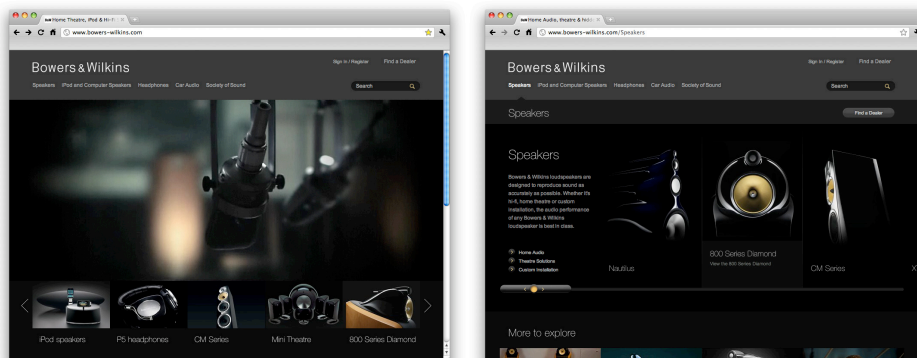 Home Theatre, iPod & Hi-fi
www.bowers-wilkins.com
Bowers & Wilkins
Sign In / Register Find a Dealer
Speakers iPod and Computer Speakers Headphones Car Audio Society of Sound
Search
iPod speakers P5 headphones CM Series Mini Theatre 800 Series Diamond
Home Audio, theatre &
www.bowers-wilkins.com/Speakers
Bowers & Wilkins
Sign In / Register Find a Dealer
Speakers iPod and Computer Speakers Headphones Car Audio Society of Sound
Search
Speakers
Find a Dealer
Speakers
Bowers & Wilkins loudspeakers are
designed to reproduce sound as
accurately as possible. Whether it's
hi-fi, home theatre or custom
installation, the audio performance
of any Bowers & Wilkins
loudspeaker is best in class.
Home Audio
Theatre Solutions
Custom Installation
Nautilus
800 Series Diamond
View the 800 Series Diamond
CM Series
X
More to explore